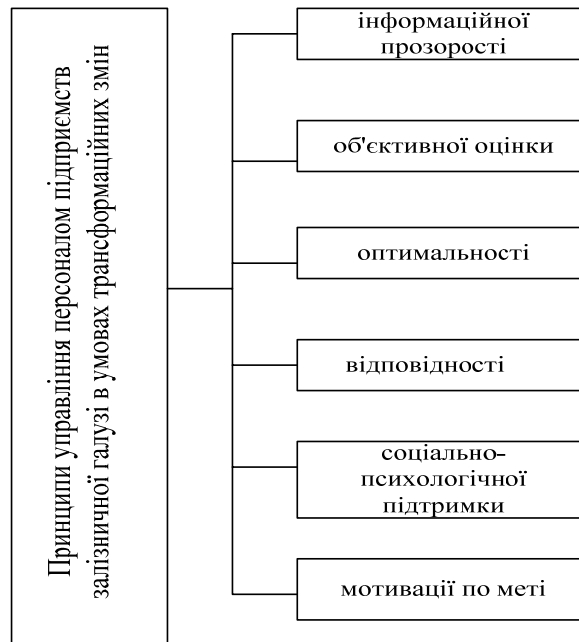 Принципи управління персоналом підприємств
залізничної галузі в умовах трансформаційних змін
інформаційної
прозорості
об'єктивної оцінки
оптимальності
відповідності
соціально-
психологічної
підтримки
мотивації по меті